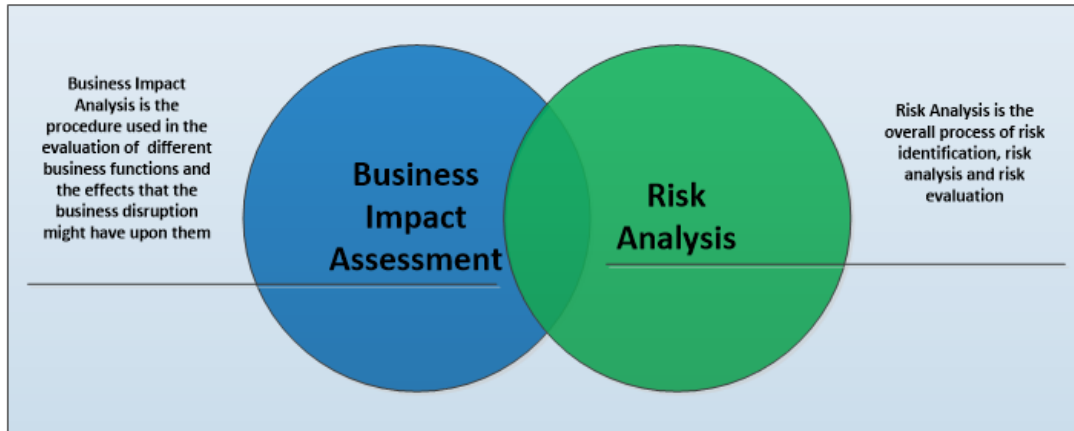 Business Impact
Analysis is the
procedure used in the
evaluation of different
business functions and
the effects that the
business disruption
might have upon them
Business
Impact
Assessment
Risk
Analysis
Risk Analysis is the
overall process of risk
identification, risk
analysis and risk
evaluation